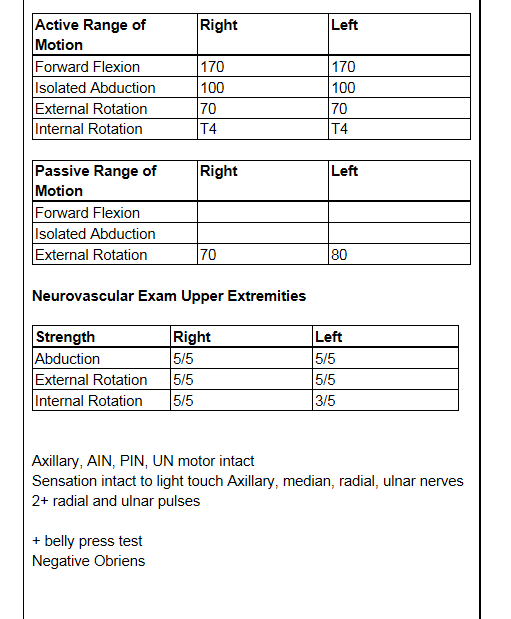 Active Range of Motion Right Left
Forward Flexion 170 170
Isolated Abduction 100 100
External Rotation 70 70
Internal Rotation T4 T4
Passive Range of Motion Right Left
Forward Flexion
Isolated Abduction
External Rotation 70 80
Neurovascular Exam Upper Extremities
Strength Right Left
Abduction 5/5 5/5
External Rotation 5/5 5/5
Internal Rotation 5/5 3/5
Axillary, AIN, PIN, UN motor intact
Sensation intact to light touch Axillary, median, radial, ulnar nerves
2+ radial and ulnar pulses
+ belly press test
Negative Obriens